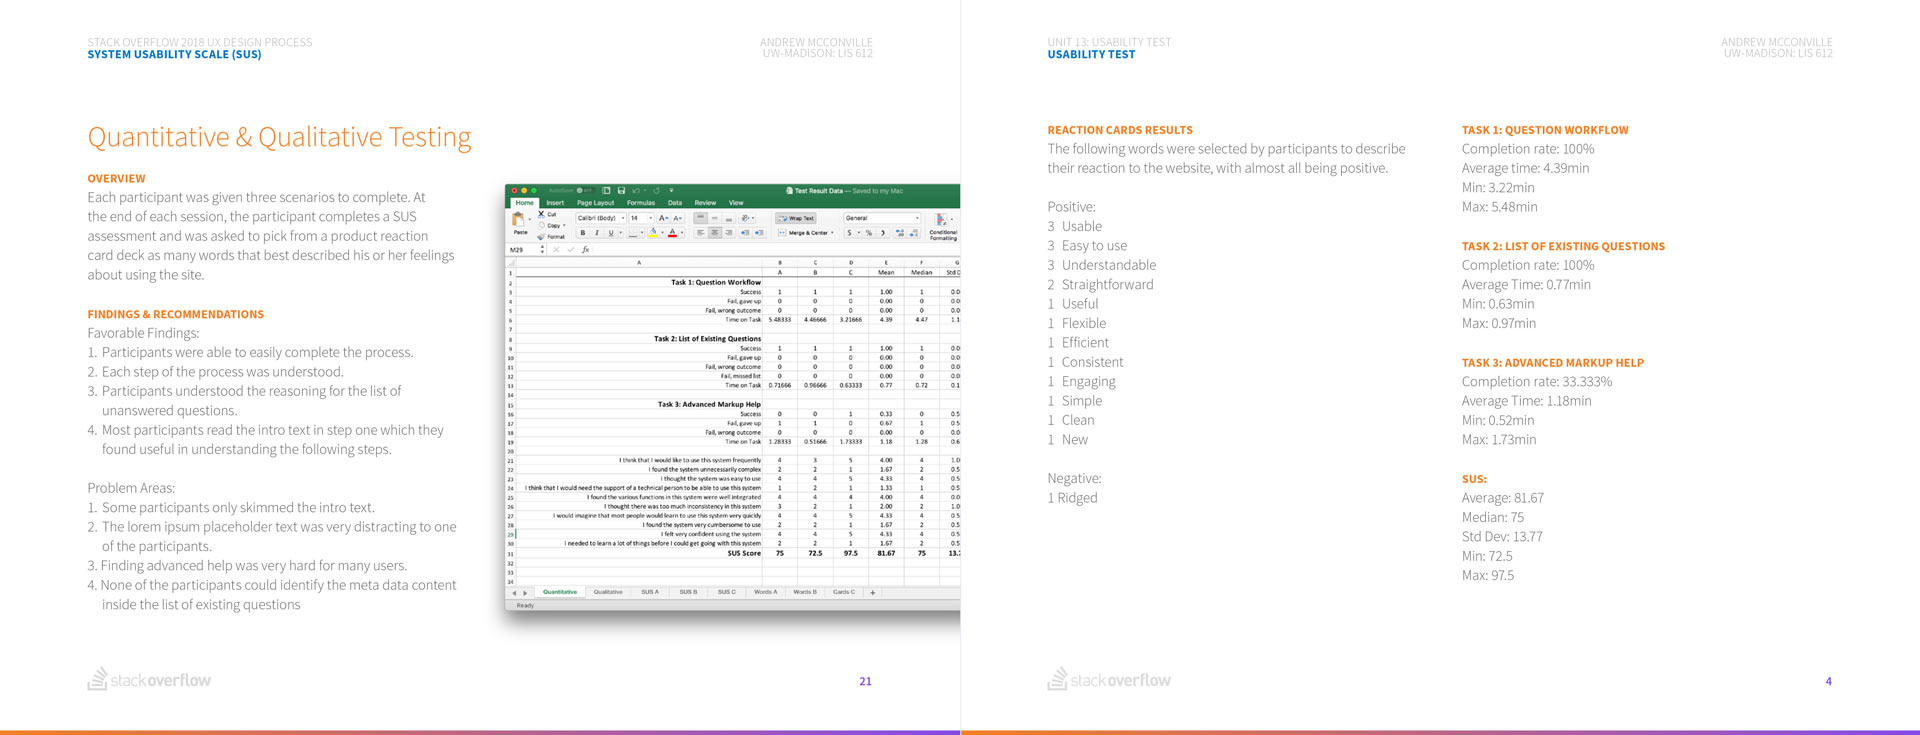 STACK OVERFLOW 2018 UX DESIGN PROCESS
SYSTEM USABILITY SCALE (SUS)
ANDREW MCCONVILLE
UW-MADISON: LIS 612
Quantitative & Qualitative Testing
OVERVIEW
Each participant was given three scenarios to complete. At
the end of each session, the participant completes a SUS
assessment and was asked to pick from a product reaction
card deck as many words that best described his or her feelings
about using the site.
FINDINGS & RECOMMENDATIONS
Favorable Findings:
1. Participants were able to easily complete the process.
2. Each step of the process was understood.
3. Participants understood the reasoning for the list of
unanswered questions.
4. Most participants read the intro text in step one which they
found useful in understanding the following steps.
Problem Areas:
1. Some participants only skimmed the intro text.
2. The lorem ipsum placeholder text was very distracting to one
of the participants.
3. Finding advanced help was very hard for many users.
4. None of the participants could identify the meta data content
inside the list of existing questions
Test Result Data — Saved to my Mac
Home Insert Page Layout Formulas Data Review View
Paste
Cut
Copy
Format
Calibri (Body) 14
B I U
Wrap Text
Merge & Center
General
$ % 
Conditional
Formatting
M29 fx
A B C D E F G
1 A B C Mean Median Std D
2 Task 1: Question Workflow
3 Success 1 1 1 1.00 1 0.0
4 Fail, gave up 0 0 0 0.00 0 0.0
5 Fail, wrong outcome 0 0 0 0.00 0 0.0
6 Time on Task 5.48333 4.46666 3.21666 4.39 4.47 1.1
7
8 Task 2: List of Existing Questions
9 Success 1 1 1 1.00 1 0.0
10 Fail, gave up 0 0 0 0.00 0 0.0
11 Fail, wrong outcome 0 0 0 0.00 0 0.0
12 Fail, missed list 0 0 0 0.00 0 0.0
13 Time on Task 0.71666 0.96666 0.63333 0.77 0.72 0.1
14
15 Task 3: Advanced Markup Help
16 Success 0 0 1 0.33 0 0.5
17 Fail, gave up 1 1 0 0.67 1 0.5
18 Fail, wrong outcome 0 0 0 0.00 0 0.0
19 Time on Task 1.28333 0.51666 1.73333 1.18 1.28 0.6
20
21 I think that I would like to use this system frequently 4 3 5 4.00 4 1.0
22 I found the system unnecessarily complex 2 2 1 1.67 2 0.5
23 I thought the system was easy to use 4 4 5 4.33 4 0.5
24 I think that I would need the support of a technical person to be able to use this system 1 2 1 1.33 1 0.5
25 I found the various functions in this system were well integrated 4 4 4 4.00 4 0.0
26 I thought there was too much inconsistency in this system 3 2 1 2.00 2 1.0
27 I would imagine that most people would learn to use this system very quickly 4 4 5 4.33 4 0.5
28 I found the system very cumbersome to use 2 2 1 1.67 2 0.5
29 I felt very confident using the system 4 4 5 4.33 4 0.5
30 I needed to learn a lot of things before I could get going with this system 2 2 1 1.67 2 0.5
31 SUS Score 75 72.5 97.5 81.67 75 13.7
32
33
34
Quantitative Qualitative SUS A SUS B SUS C Words A Words B Cards C +
Ready
stackoverflow
21
UNIT 13: USABILITY TEST
USABILITY TEST
ANDREW MCCONVILLE
UW-MADISON: LIS 612
REACTION CARDS RESULTS
The following words were selected by participants to describe
their reaction to the website, with almost all being positive.
Positive:
3 Usable
3 Easy to use
3 Understandable
2 Straightforward
1 Useful
1 Flexible
1 Efficient
1 Consistent
1 Engaging
1 Simple
1 Clean
1 New
Negative:
1 Ridged
TASK 1: QUESTION WORKFLOW
Completion rate: 100%
Average time: 4.39min
Min: 3.22min
Max: 5.48min
TASK 2: LIST OF EXISTING QUESTIONS
Completion rate: 100%
Average Time: 0.77min
Min: 0.63min
Max: 0.97min
TASK 3: ADVANCED MARKUP HELP
Completion rate: 33.333%
Average Time: 1.18min
Min: 0.52min
Max: 1.73min
SUS:
Average: 81.67
Median: 75
Std Dev: 13.77
Min: 72.5
Max: 97.5
stackoverflow
4